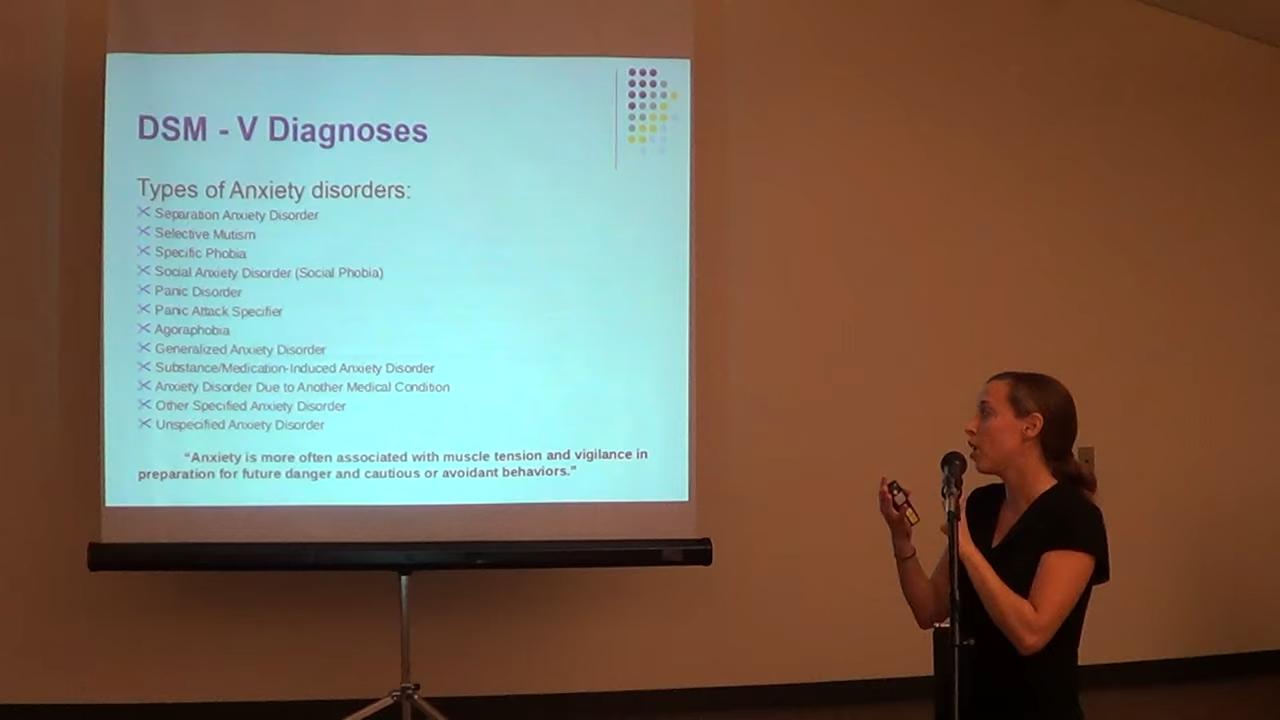 DSM - V Diagnoses
Types of Anxiety disorders:
Separation Anxiety Disorder
Selective Mutism
Specific Phobia
Social Anxiety Disorder (Social Phobia)
Panic Disorder
Panic Attack Specifier
Agoraphobia
Generalized Anxiety Disorder
Substance/Medication-Induced Anxiety Disorder
Anxiety Disorder Due to Another Medical Condition
Other Specified Anxiety Disorder
Unspecified Anxiety Disorder
“Anxiety is more often associated with muscle tension and vigilance in
preparation for future danger and cautious or avoidant behaviors.”